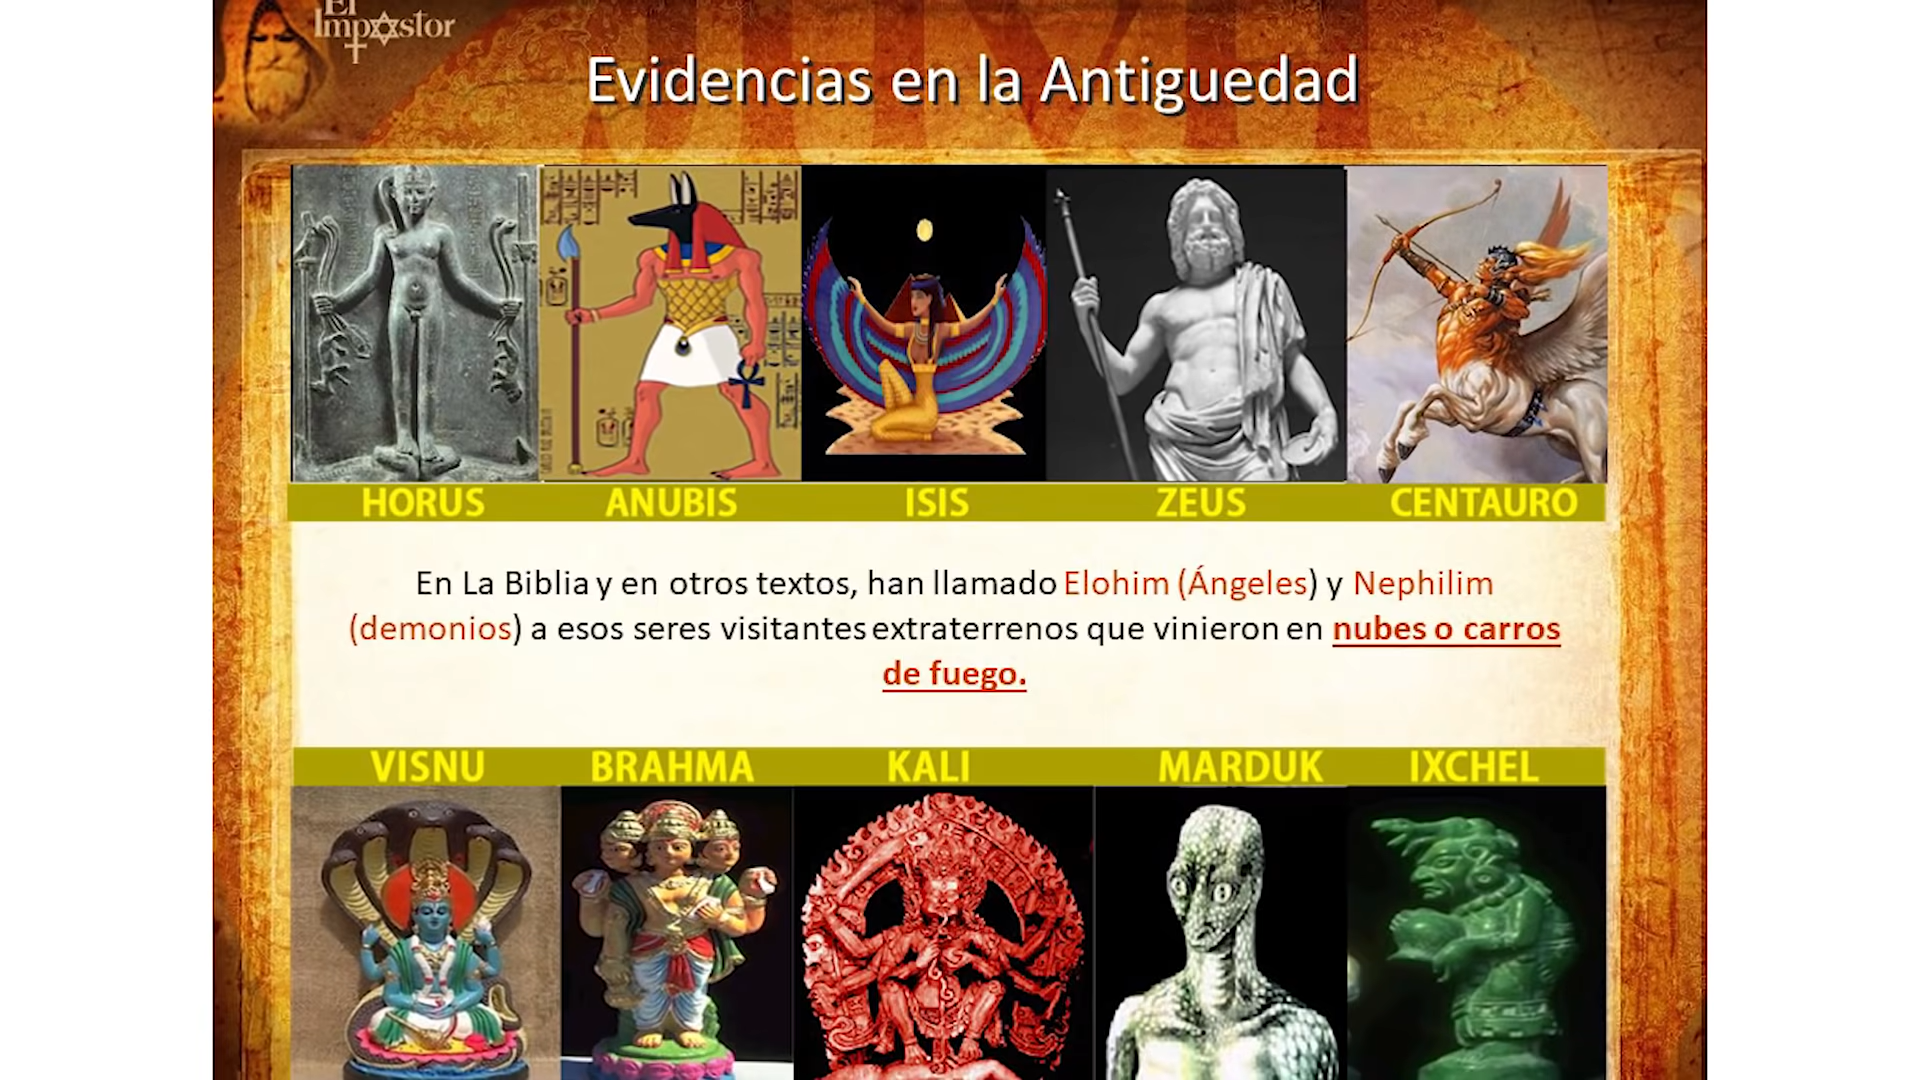 El
Impostor
Evidencias en la Antiguedad
HORUS ANUBIS ISIS ZEUS CENTAURO
En La Biblia y en otros textos, han llamado Elohim (Ángeles) y Nephilim
(demonios) a esos seres visitantes extraterrenos que vinieron en nubes o carros
de fuego.
VISNU BRAHMA KALI MARDUK IXCHEL